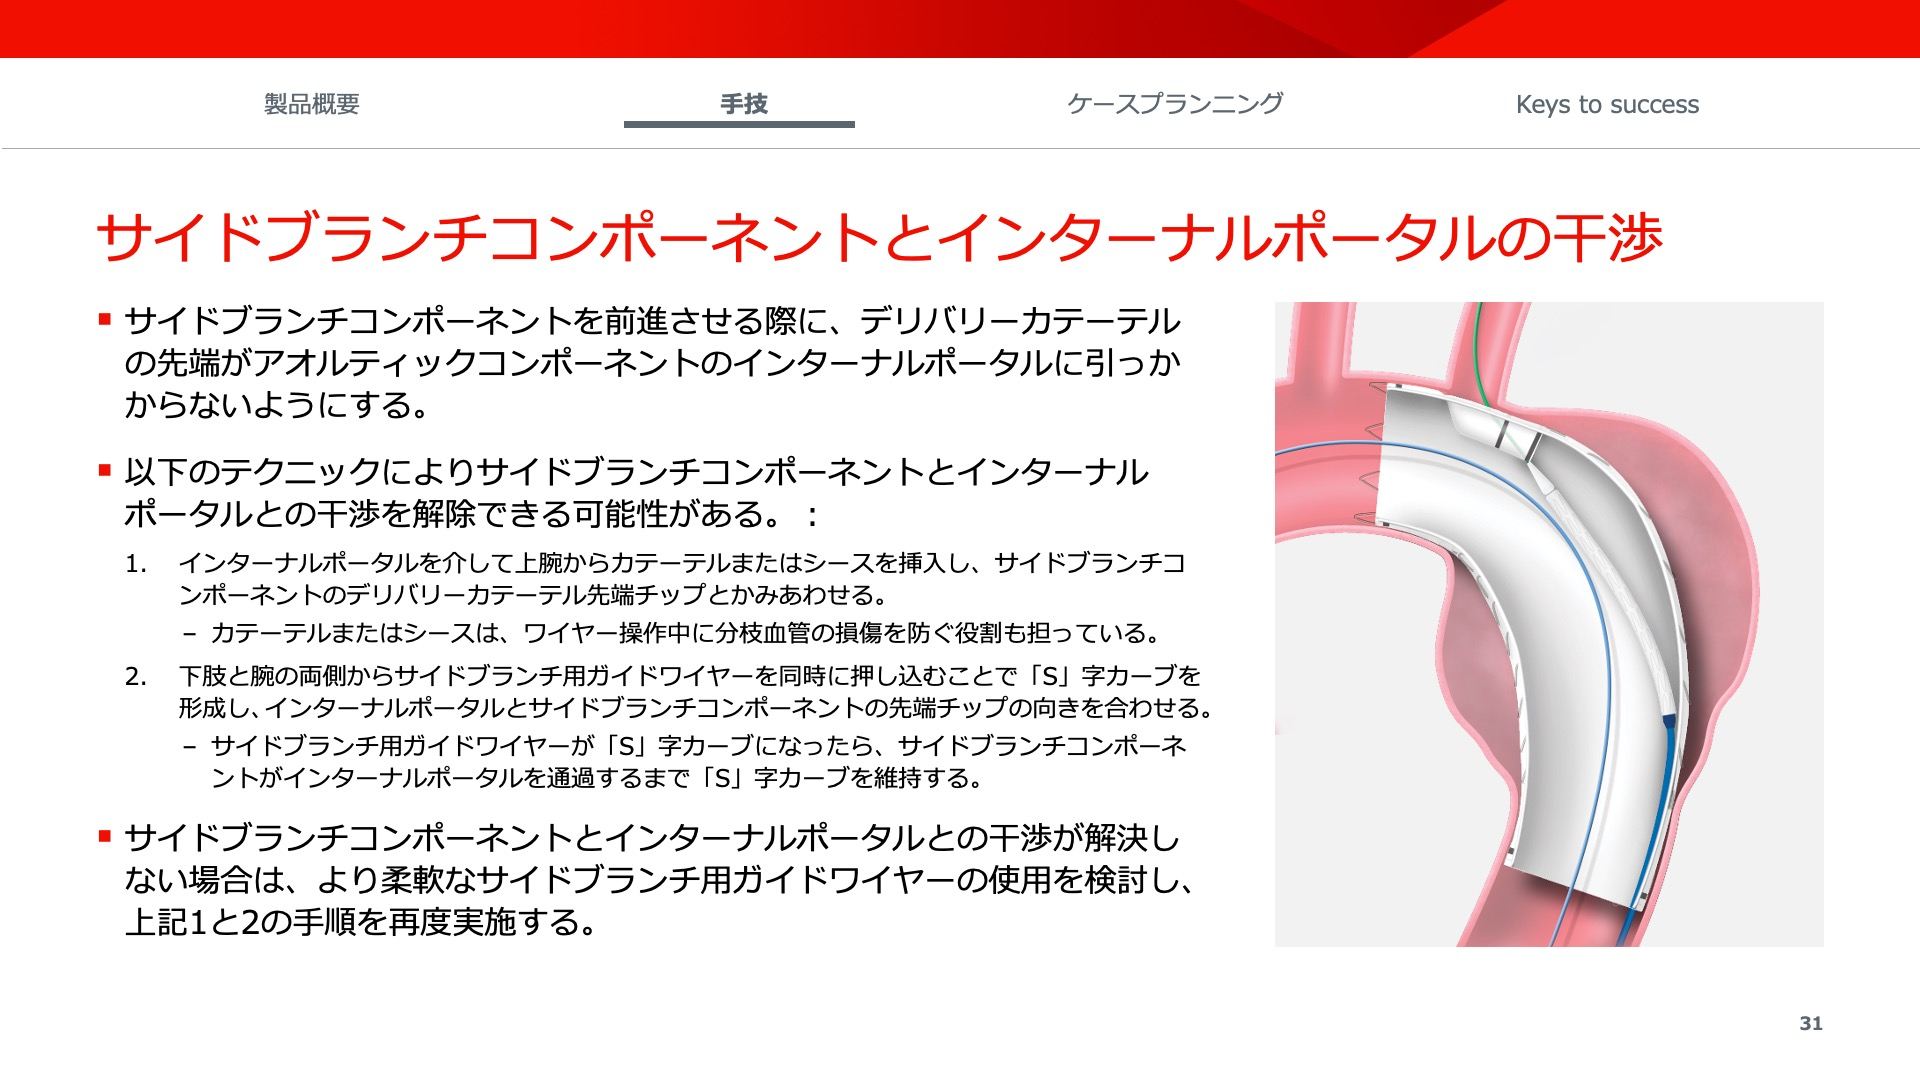 製品概要
手技
ケースプランニング
Keys to success
サイドブランチコンポーネントとインターナルポータルの干渉
▪ サイドブランチコンポーネントを前進させる際に、デリバリーカテーテル
の先端がアオルティックコンポーネントのインターナルポータルに引っか
からないようにする。
▪ 以下のテクニックによりサイドブランチコンポーネントとインターナル
ポータルとの干渉を解除できる可能性がある。：
1. インターナルポータルを介して上腕からカテーテルまたはシースを挿入し、サイドブランチコ
ンポーネントのデリバリーカテーテル先端チップとかみあわせる。
– カテーテルまたはシースは、ワイヤー操作中に分枝血管の損傷を防ぐ役割も担っている。
2. 下肢と腕の両側からサイドブランチ用ガイドワイヤーを同時に押し込むことで「S」字カーブを
形成し、インターナルポータルとサイドブランチコンポーネントの先端チップの向きを合わせる。
– サイドブランチ用ガイドワイヤーが「S」字カーブになったら、サイドブランチコンポーネ
ントがインターナルポータルを通過するまで「S」字カーブを維持する。
▪ サイドブランチコンポーネントとインターナルポータルとの干渉が解決し
ない場合は、より柔軟なサイドブランチ用ガイドワイヤーの使用を検討し、
上記1と2の手順を再度実施する。
31